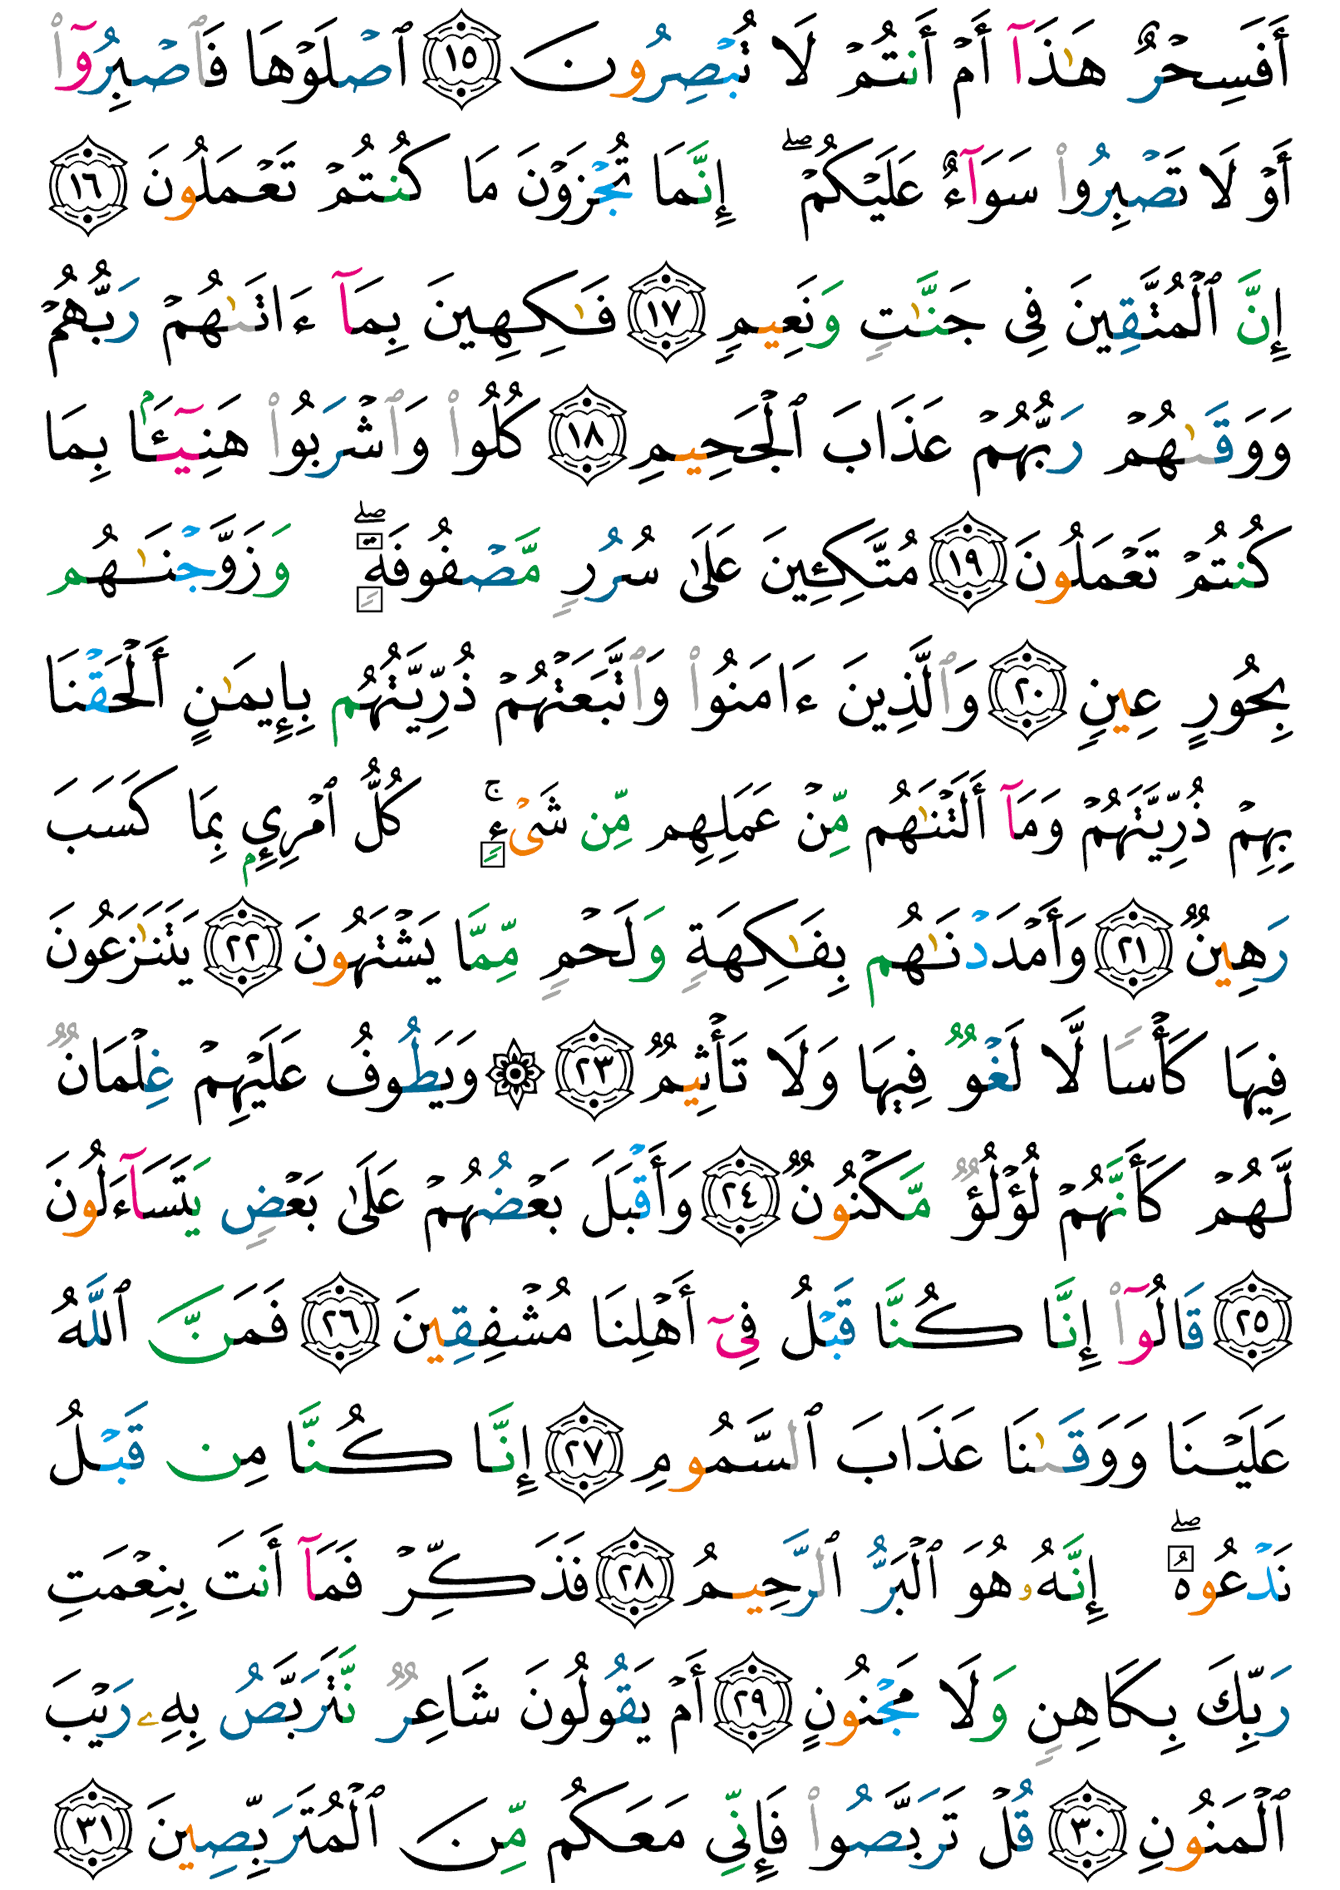 أَفَسِحْرٌ هَٰذَآ أَمْ أَنتُمْ لَا تُبْصِرُونَ ١٥ ٱصْلَوْهَا فَٱصْبِرُوٓا۟
أَوْ لَا تَصْبِرُوا۟ سَوَآءٌ عَلَيْكُمْ ۖ إِنَّمَا تُجْزَوْنَ مَا كُنتُمْ تَعْمَلُونَ ١٦
إِنَّ ٱلْمُتَّقِينَ فِى جَنَّٰتٍ وَنَعِيمٍ ١٧ فَٰكِهِينَ بِمَآ ءَاتَىٰهُمْ رَبُّهُمْ
وَوَقَىٰهُمْ رَبُّهُمْ عَذَابَ ٱلْجَحِيمِ ١٨ كُلُوا۟ وَٱشْرَبُوا۟ هَنِيٓـًٔۢا بِمَا
كُنتُمْ تَعْمَلُونَ ١٩ مُتَّكِـِٔينَ عَلَىٰ سُرُرٍ مَّصْفُوفَةٍ ۖ وَزَوَّجْنَٰهُم
بِحُورٍ عِينٍ ٢٠ وَٱلَّذِينَ ءَامَنُوا۟ وَٱتَّبَعَتْهُمْ ذُرِّيَّتُهُم بِإِيمَٰنٍ أَلْحَقْنَا
بِهِمْ ذُرِّيَّتَهُمْ وَمَآ أَلَتْنَٰهُم مِّنْ عَمَلِهِم مِّن شَىْءٍ ۚ كُلُّ ٱمْرِئٍۭ بِمَا كَسَبَ
رَهِينٌ ٢١ وَأَمْدَدْنَٰهُم بِفَٰكِهَةٍ وَلَحْمٍ مِّمَّا يَشْتَهُونَ ٢٢ يَتَنَٰزَعُونَ
فِيهَا كَأْسًا لَّا لَغْوٌ فِيهَا وَلَا تَأْثِيمٌ ٢٣ ۞ وَيَطُوفُ عَلَيْهِمْ غِلْمَانٌ
لَّهُمْ كَأَنَّهُمْ لُؤْلُؤٌ مَّكْنُونٌ ٢٤ وَأَقْبَلَ بَعْضُهُمْ عَلَىٰ بَعْضٍ يَتَسَآءَلُونَ
٢٥ قَالُوٓا۟ إِنَّا كُنَّا قَبْلُ فِىٓ أَهْلِنَا مُشْفِقِينَ ٢٦ فَمَنَّ ٱللَّهُ
عَلَيْنَا وَوَقَىٰنَا عَذَابَ ٱلسَّمُومِ ٢٧ إِنَّا كُنَّا مِن قَبْلُ
نَدْعُوهُ ۖ إِنَّهُۥ هُوَ ٱلْبَرُّ ٱلرَّحِيمُ ٢٨ فَذَكِّرْ فَمَآ أَنتَ بِنِعْمَتِ
رَبِّكَ بِكَاهِنٍ وَلَا مَجْنُونٍ ٢٩ أَمْ يَقُولُونَ شَاعِرٌ نَّتَرَبَّصُ بِهِۦ رَيْبَ
ٱلْمَنُونِ ٣٠ قُلْ تَرَبَّصُوا۟ فَإِنِّى مَعَكُم مِّنَ ٱلْمُتَرَبِّصِينَ ٣١